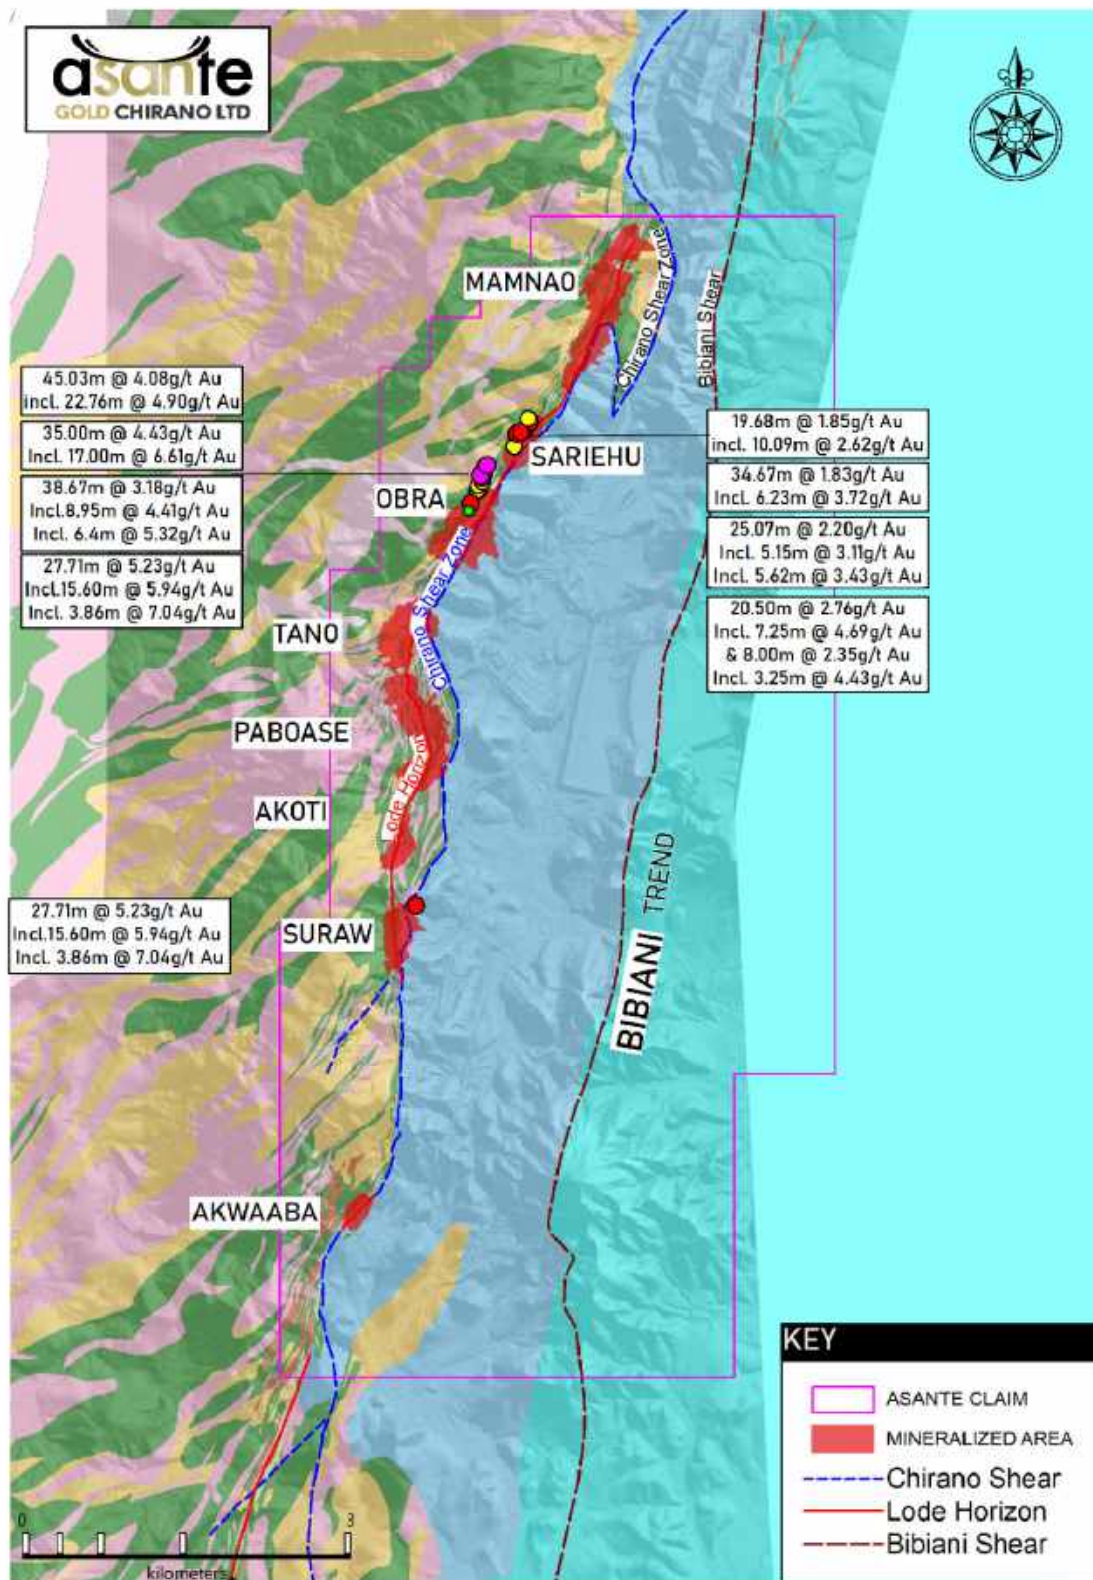 asante
GOLD CHIRANO LTD
MAMNAO
Chirano Shear Zone
Bibiani Shear
45.03m @ 4.08g/t Au
incl. 22.76m @ 4.90g/t Au
35.00m @ 4.43g/t Au
Incl. 17.00m @ 6.61g/t Au
38.67m @ 3.18g/t Au
Incl.8.95m @ 4.41g/t Au
Incl. 6.4m @ 5.32g/t Au
27.71m @ 5.23g/t Au
Incl.15.60m @ 5.94g/t Au
Incl. 3.86m @ 7.04g/t Au
19.68m @ 1.85g/t Au
incl. 10.09m @ 2.62g/t Au
34.67m @ 1.83g/t Au
Incl. 6.23m @ 3.72g/t Au
25.07m @ 2.20g/t Au
Incl. 5.15m @ 3.11g/t Au
Incl. 5.62m @ 3.43g/t Au
20.50m @ 2.76g/t Au
Incl. 7.25m @ 4.69g/t Au
& 8.00m @ 2.35g/t Au
Incl. 3.25m @ 4.43g/t Au
SARIEHU
OBRA
Chirano Shear Zone
TANO
PABOASE
ode Horizon
AKOTI
BIBIANI TREND
27.71m @ 5.23g/t Au
Incl.15.60m @ 5.94g/t Au
Incl. 3.86m @ 7.04g/t Au
SURAW
AKWAABA
KEY
ASANTE CLAIM
MINERALIZED AREA
Chirano Shear
Lode Horizon
Bibiani Shear
0 3
kilometers